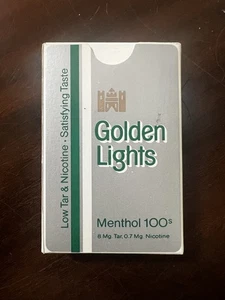 Low Tar & Nicotine • Satisfying Taste
Golden
Lights
Menthol 100s
8 Mg. Tar, 0.7 Mg. Nicotine